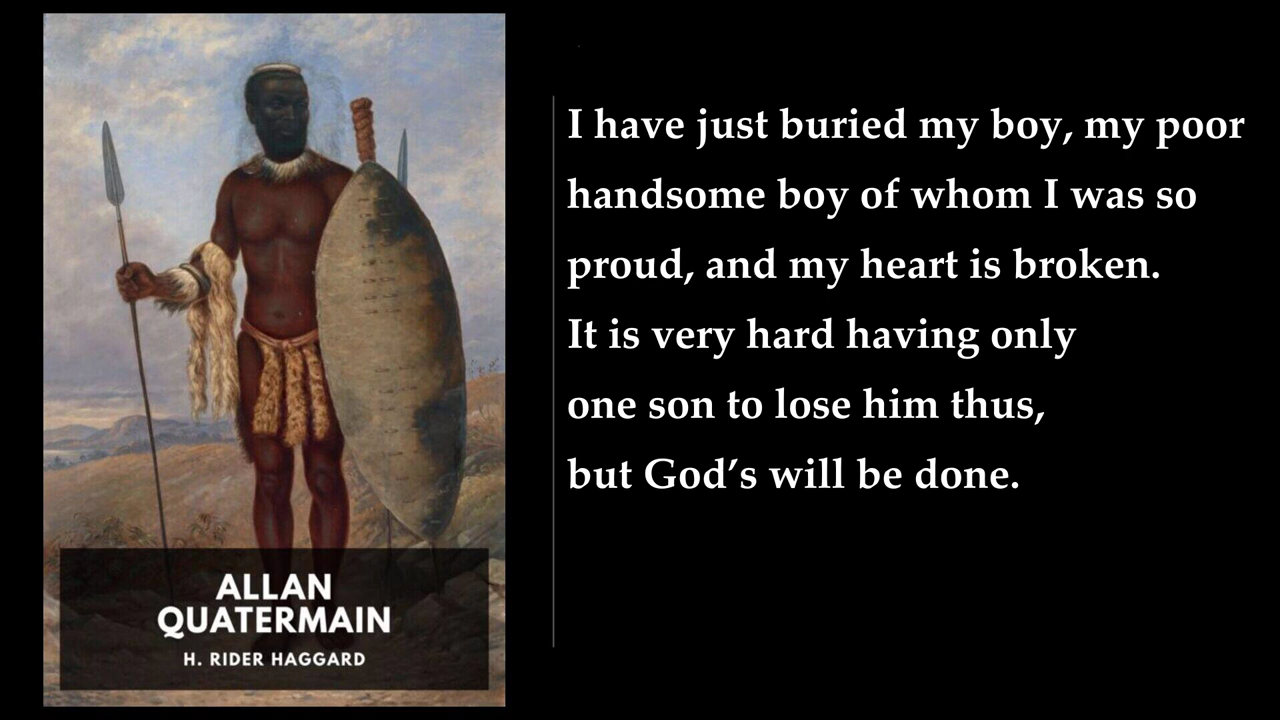 ALLAN
QUATERMAIN
H. RIDER HAGGARD
I have just buried my boy, my poor
handsome boy of whom I was so
proud, and my heart is broken.
It is very hard having only
one son to lose him thus,
but God’s will be done.